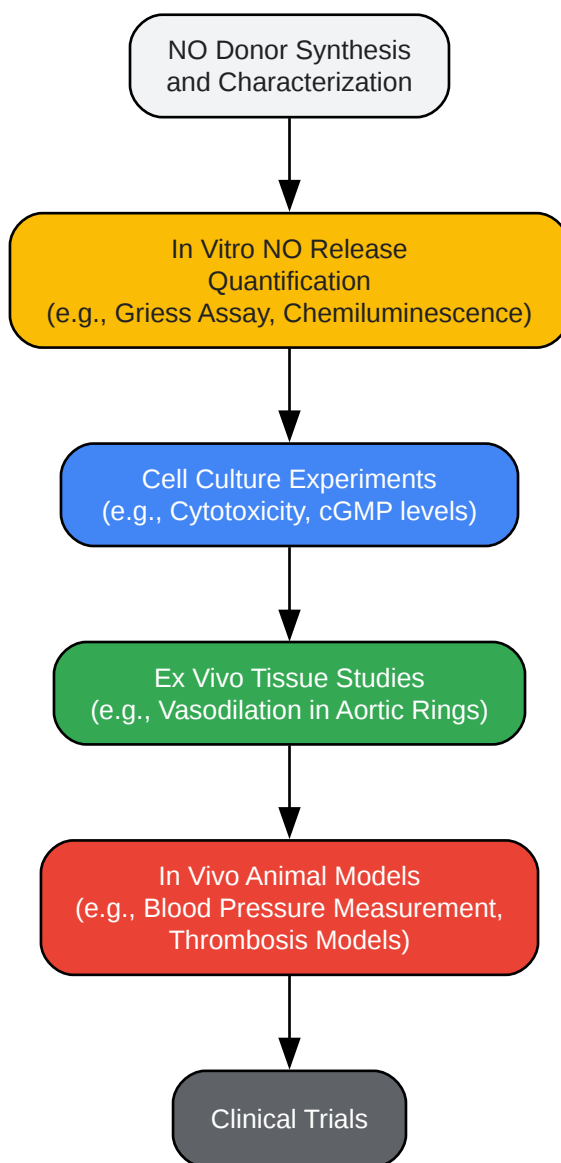 NO Donor Synthesis
and Characterization
In Vitro NO Release
Quantification
(e.g., Griess Assay, Chemiluminescence)
Cell Culture Experiments
(e.g., Cytotoxicity, cGMP levels)
Ex Vivo Tissue Studies
(e.g., Vasodilation in Aortic Rings)
In Vivo Animal Models
(e.g., Blood Pressure Measurement,
Thrombosis Models)
Clinical Trials